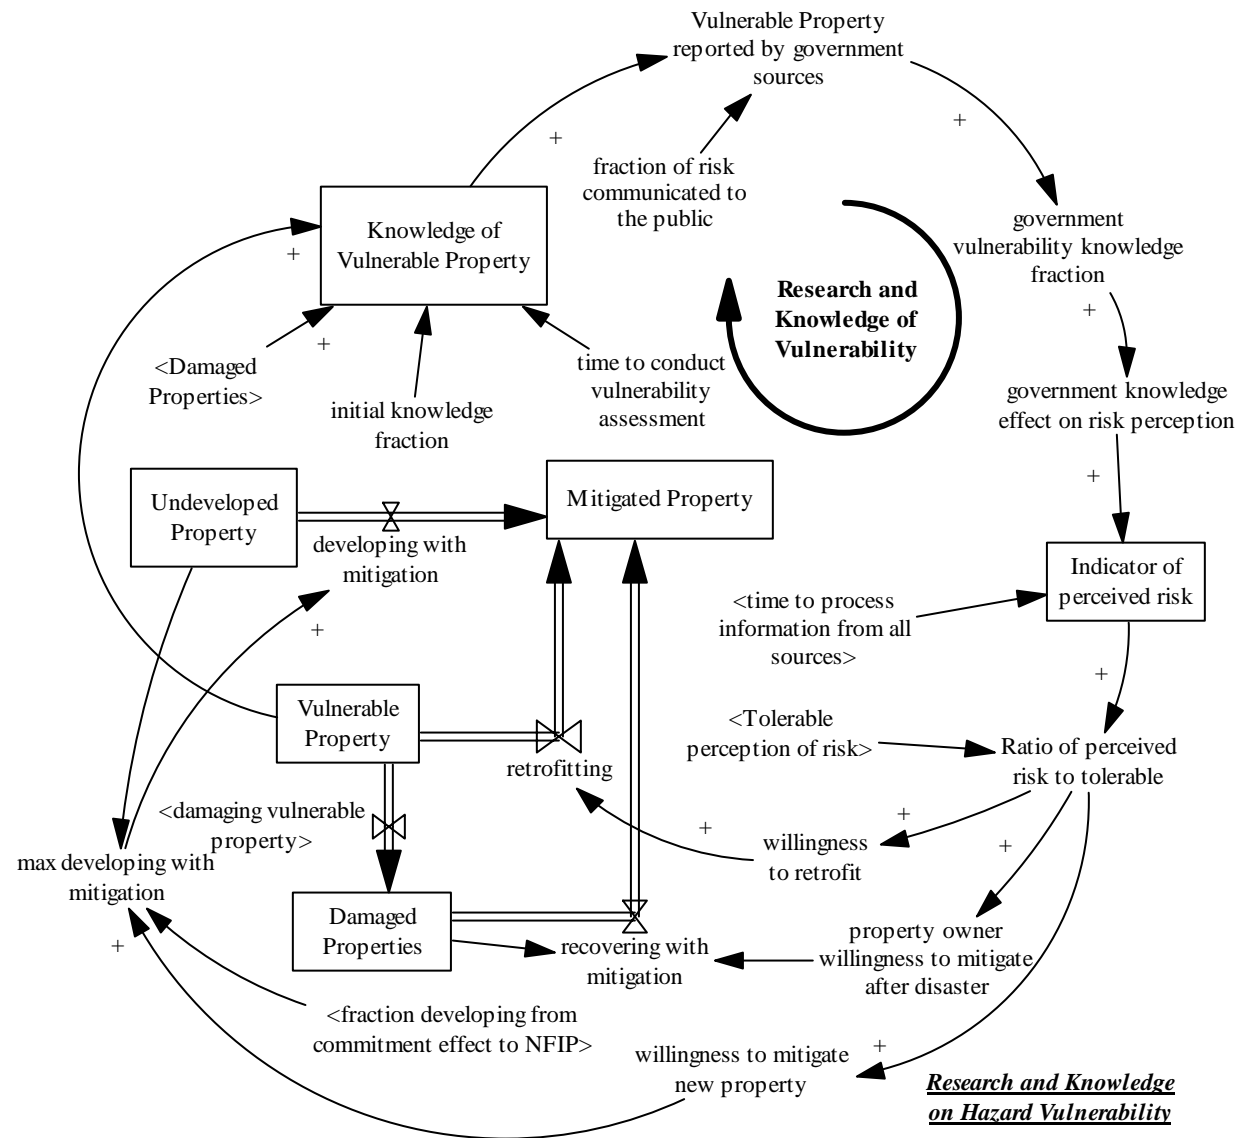 Vulnerable Property
reported by government
sources
+
+
fraction of risk
communicated to
the public
Knowledge of
Vulnerable Property
+
government
vulnerability knowledge
fraction
Research and
Knowledge of
Vulnerability
+
+
<Damaged
Properties>
time to conduct
vulnerability
assessment
initial knowledge
fraction
government knowledge
effect on risk perception
+
Undeveloped
Property
Mitigated Property
developing with
mitigation
+
Indicator of
perceived risk
<time to process
information from all
sources>
+
Vulnerable
Property
<Tolerable
perception of risk>
Ratio of perceived
risk to tolerable
retrofitting
<damaging vulnerable
property>
+
+
+
max developing with
mitigation
willingness
to retrofit
Damaged
Properties
+
recovering with
mitigation
property owner
willingness to mitigate
after disaster
<fraction developing from
commitment effect to NFIP>
+
willingness to mitigate
new property
Research and Knowledge
on Hazard Vulnerability